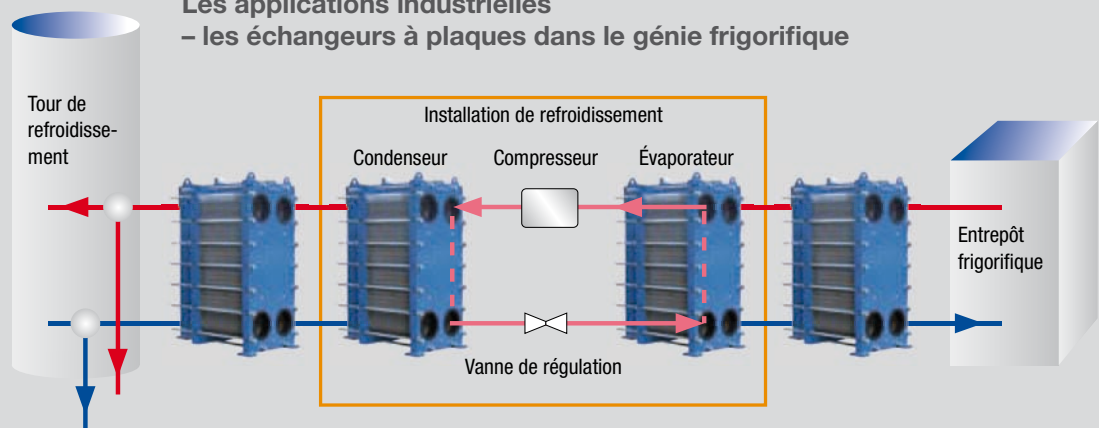 Les applications industrielles
– les échangeurs à plaques dans le génie frigorifique
Tour de
refroidisse-
ment
Installation de refroidissement
Condenseur
Compresseur
Évaporateur
Entrepôt
frigorifique
Vanne de régulation